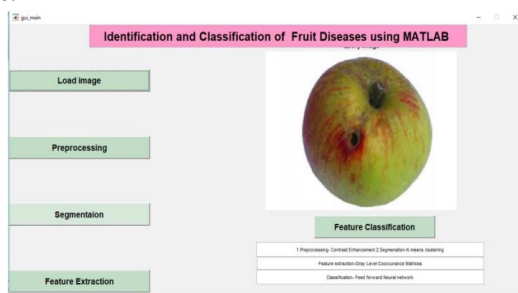 gui_main
Identification and Classification of Fruit Diseases using MATLAB
Load image
Preprocessing
Segmentaion
Feature Extraction
Feature Classification
1.Preprocessing- Contrast Enhancement 2.Segmenation-K-means clustering
Feature extraction-Gray Level Cooccurance Matrices
Classification- Feed forward Neural network